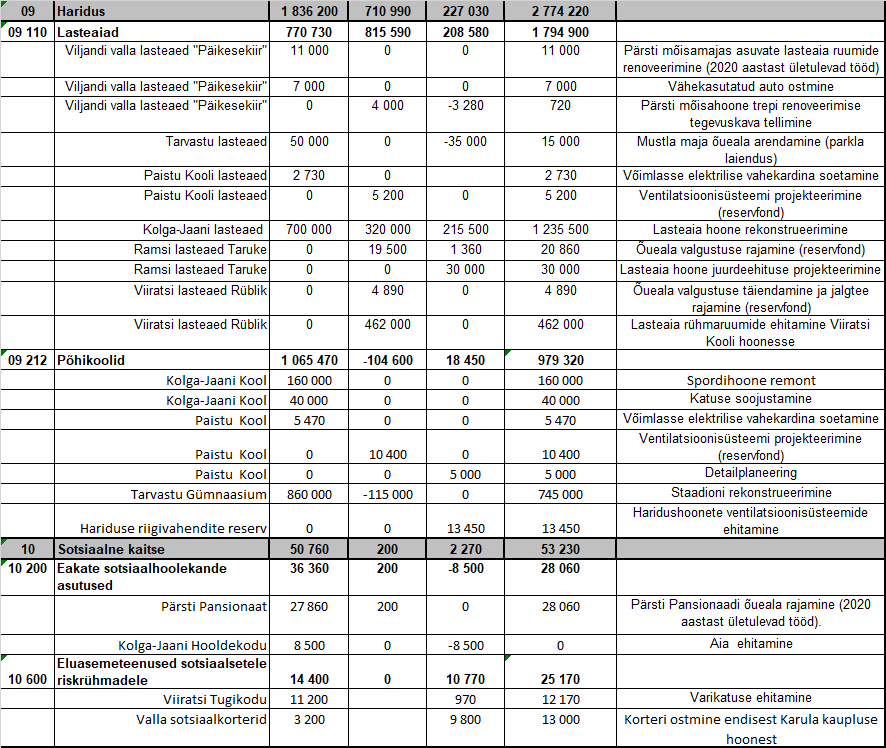 09 Haridus 1 836 200 710 990 227 030 2 774 220
09 110 Lasteaiad 770 730 815 590 208 580 1 794 900
Viljandi valla lasteaed "Päikesekiir" 11 000 0 0 11 000 Pärsti mõisamajas asuvate lasteaia ruumide
renoveerimine (2020 aastast ületulevad tööd)
Viljandi valla lasteaed "Päikesekiir" 7 000 0 0 7 000 Vähekasutatud auto ostmine
Viljandi valla lasteaed "Päikesekiir" 0 4 000 -3 280 720 Pärsti mõisahoone trepi renoveerimise
tegevuskava tellimine
Tarvastu lasteaed 50 000 0 -35 000 15 000 Mustla maja õueala arendamine (parkla
laiendus)
Paistu Kooli lasteaed 2 730 0 0 2 730 Võimlasse elektrilise vahekardina soetamine
Paistu Kooli lasteaed 0 5 200 0 5 200 Ventilatsioonisüsteemi projekteerimine
(reservfond)
Kolga-Jaani lasteaed 700 000 320 000 215 500 1 235 500 Lasteaia hoone rekonstrueerimine
Ramsi lasteaed Taruke 0 19 500 1 360 20 860 Õueala valgustuse rajamine (reservfond)
Ramsi lasteaed Taruke 0 0 30 000 30 000 Lasteaia hoone juurdeehituse projekteerimine
Viiratsi lasteaed Rüblik 0 4 890 0 4 890 Õueala valgustuse täiendamine ja jalgtee
rajamine (reservfond)
Viiratsi lasteaed Rüblik 0 462 000 0 462 000 Lasteaia rühmaruumide ehitamine Viiratsi
Kooli hoonesse
09 212 Põhikoolid 1 065 470 -104 600 18 450 979 320
Kolga-Jaani Kool 160 000 0 0 160 000 Spordihoone remont
Kolga-Jaani Kool 40 000 0 0 40 000 Katuse soojustamine
Paistu Kool 5 470 0 0 5 470 Võimlasse elektrilise vahekardina soetamine
Paistu Kool 0 10 400 0 10 400 Ventilatsioonisüsteemi projekteerimine
(reservfond)
Paistu Kool 0 0 5 000 5 000 Detailplaneering
Tarvastu Gümnaasium 860 000 -115 000 0 745 000 Staadioni rekonstrueerimine
Hariduse riigivahendite reserv 0 0 13 450 13 450 Haridushoonete ventilatsioonisüsteemide
ehitamine
10 Sotsiaalne kaitse 50 760 200 2 270 53 230
10 200 Eakate sotsiaalhoolekande 36 360 200 -8 500 28 060
asutused
Pärsti Pansionaat 27 860 200 0 28 060 Pärsti Pansionaadi õueala rajamine (2020
aastast ületulevad tööd).
Kolga-Jaani Hooldekodu 8 500 0 -8 500 0 Aia ehitamine
Eluasemeteenused sotsiaalsetele
10 600 riskrühmadele 14 400 0 10 770 25 170
Viiratsi Tugikodu 11 200 970 12 170 Varikatuse ehitamine
Valla sotsiaalkorterid 3 200 9 800 13 000 Korteri ostmine endisest Karula kaupluse
hoonest